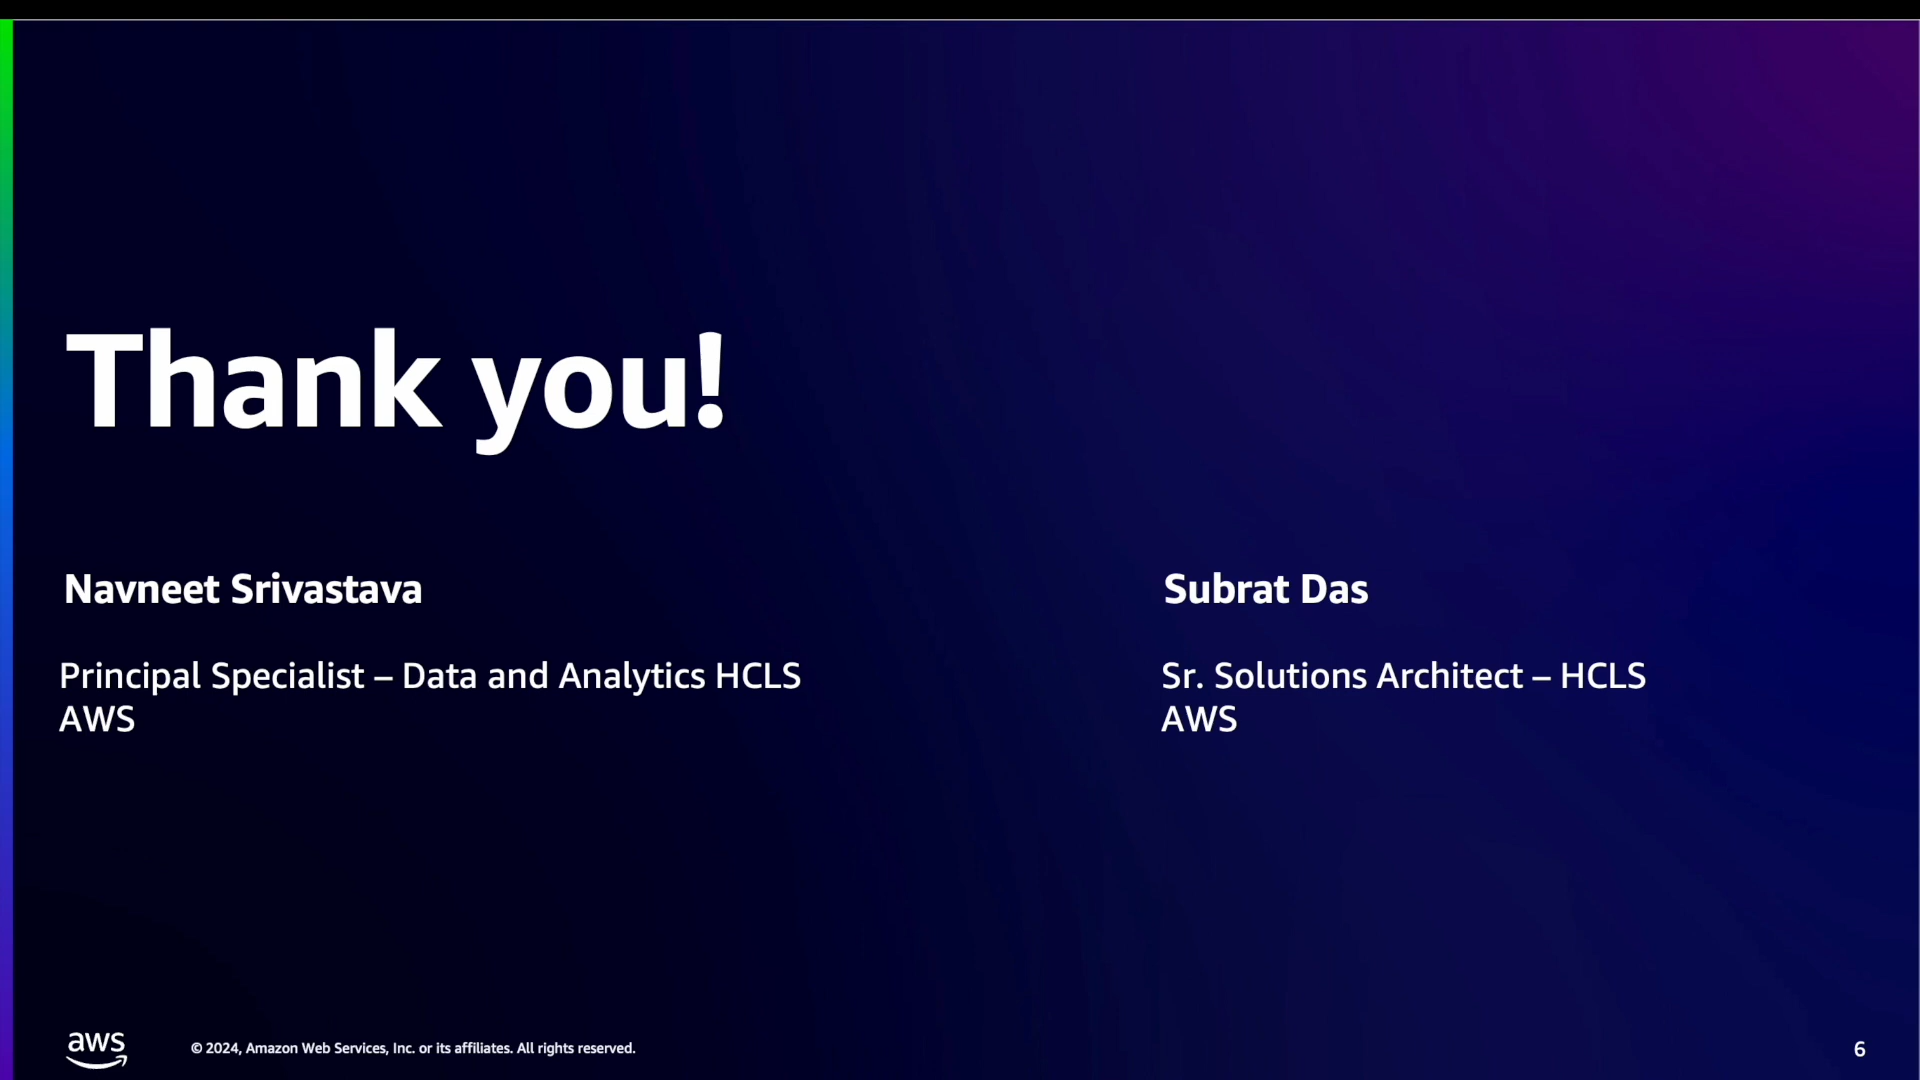 Thank you!
Navneet Srivastava
Principal Specialist – Data and Analytics HCLS
AWS
Subrat Das
Sr. Solutions Architect – HCLS
AWS
aws
© 2024, Amazon Web Services, Inc. or its affiliates. All rights reserved.
6